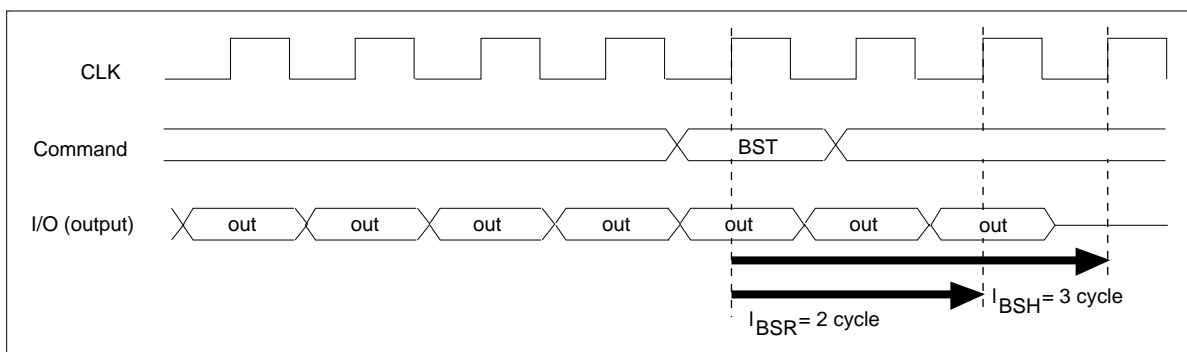 CLK
Command
BST
I/O (output)
out
out
out
out
out
out
out
lBSH= 3 cycle
lBSR= 2 cycle